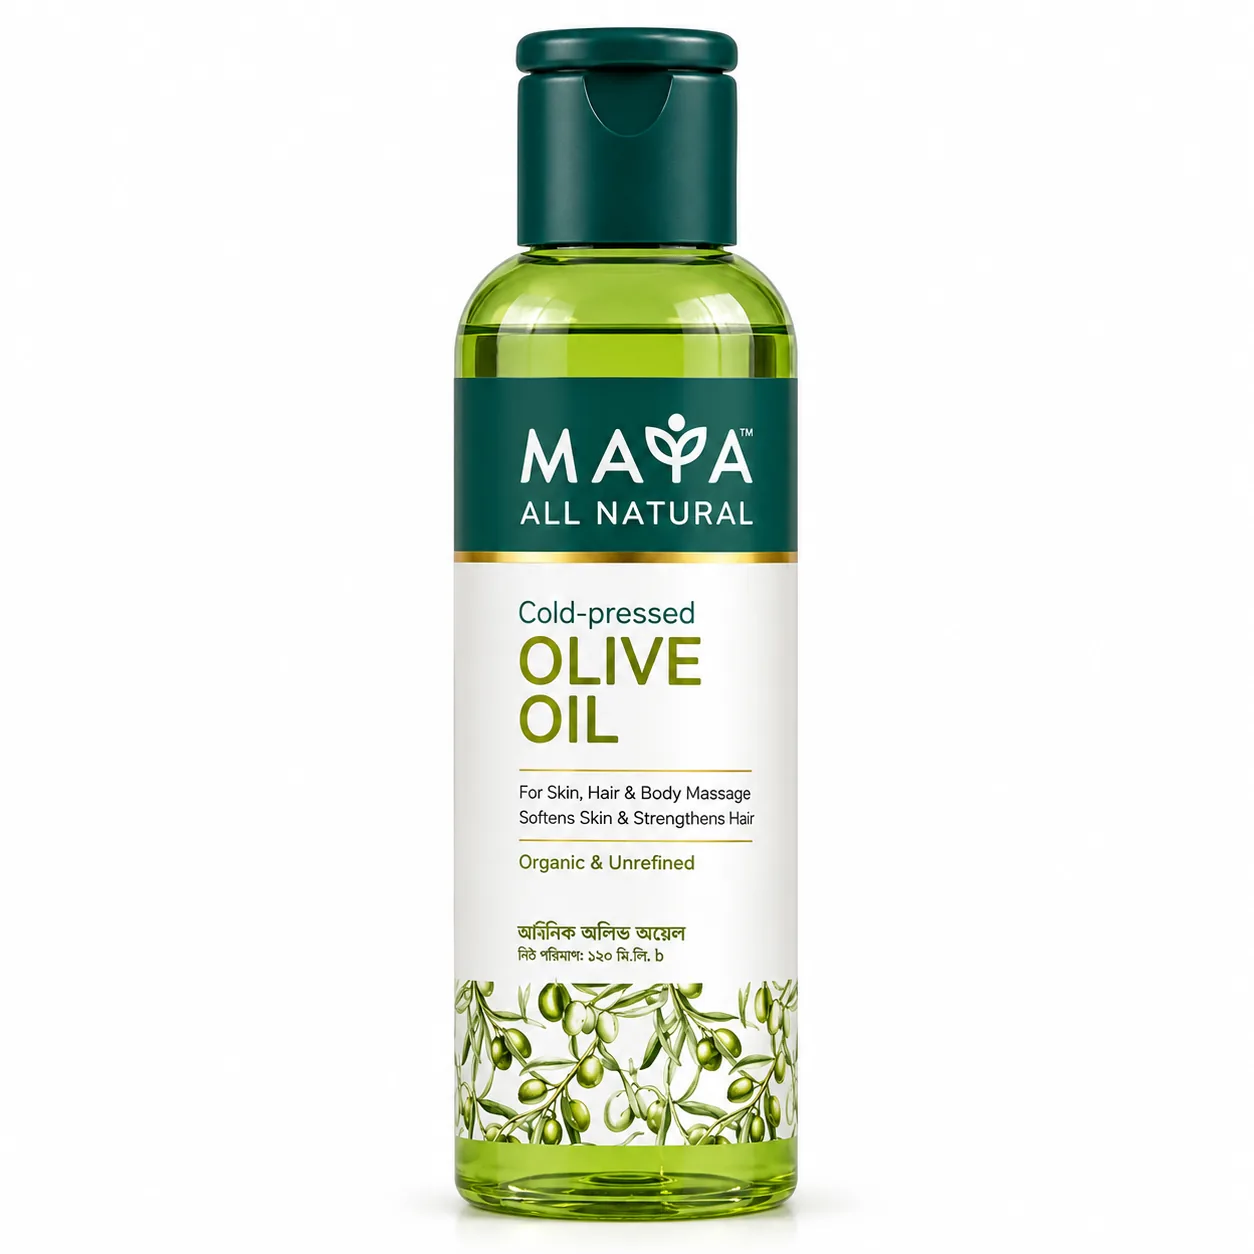 MAYA™
ALL NATURAL
Cold-pressed
OLIVE
OIL
For Skin, Hair & Body Massage
Softens Skin & Strengthens Hair
Organic & Unrefined
অলিভ অয়েল
পরিমাণ: ১২০ মি.লি. b